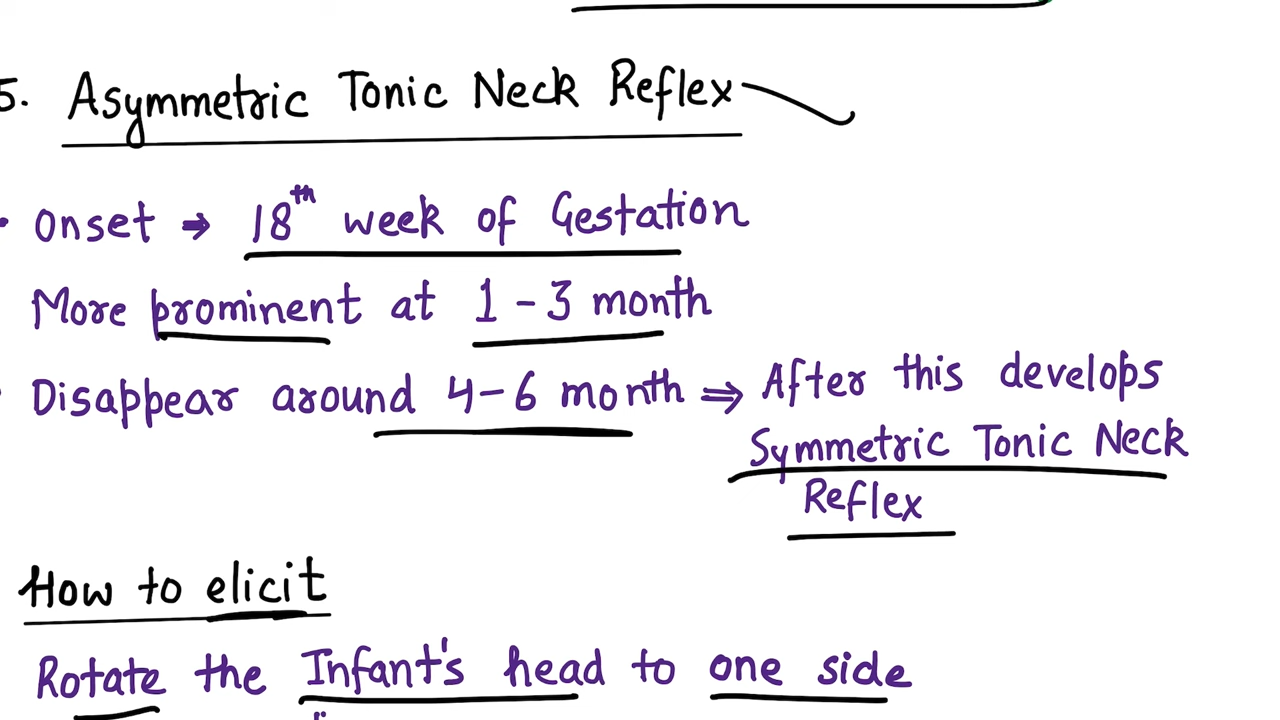 5. Asymmetric Tonic Neck Reflex
• Onset → 18th week of Gestation
More prominent at 1 - 3 month
• Disappear around 4-6 month ⇒ After this develops
Symmetric Tonic Neck
Reflex
How to elicit
Rotate the Infant's head to one side